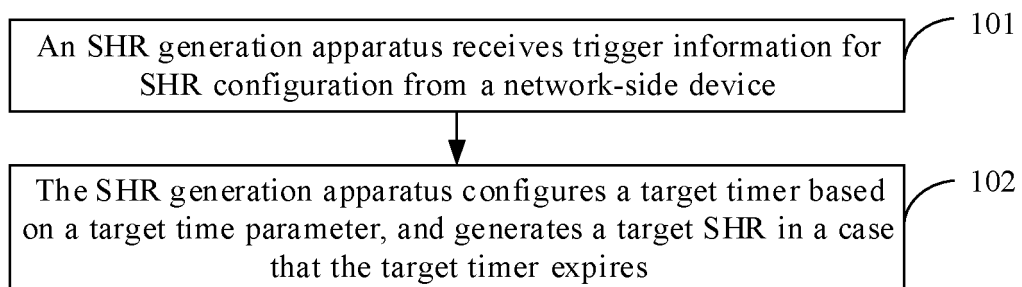 An SHR generation apparatus receives trigger information for
SHR configuration from a network-side device
101
The SHR generation apparatus configures a target timer based
on a target time parameter, and generates a target SHR in a case
that the target timer expires
102